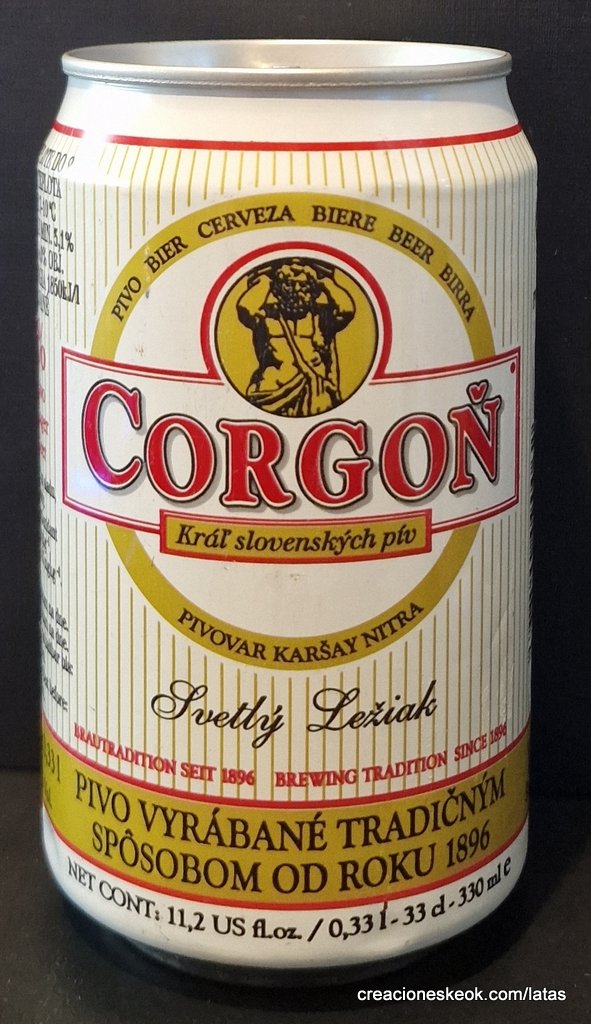 PIVO BIER CERVEZA BIERE BEER BIRRA
CORGOŇ
Kráľ slovenských pív
PIVOVAR KARŠAY NITRA
Svetlý Ležiak
BRAUTRADITION SEIT 1896 BREWING TRADITION SINCE 1896
PIVO VYRÁBANÉ TRADIČNÝM
SPÔSOBOM OD ROKU 1896
NET CONT: 11,2 US fl.oz. / 0,33 l - 33 cl - 330 ml e
creacioneskeok.com/latas